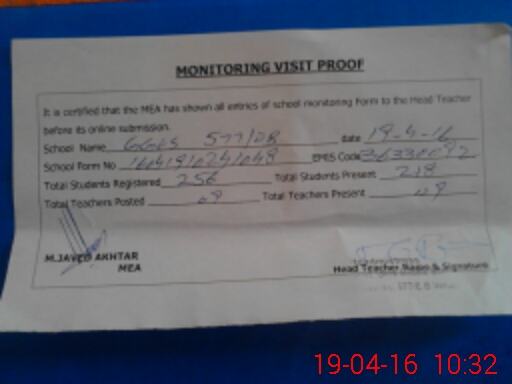 MONITORING VISIT PROOF
It is certified that the MEA has shown all entries of school monitoring Form to the Head Teacher
before its online submission.
School Name GGES 577/DR date 19-4-16
School Form No EMIS Code
Total Students Registered 256 Total Students Present 218
Total Teachers Posted 09 Total Teachers Present 09
M.JAVED AKHTAR
MEA
Head Teacher Name & Signature
19-04-16 10:32